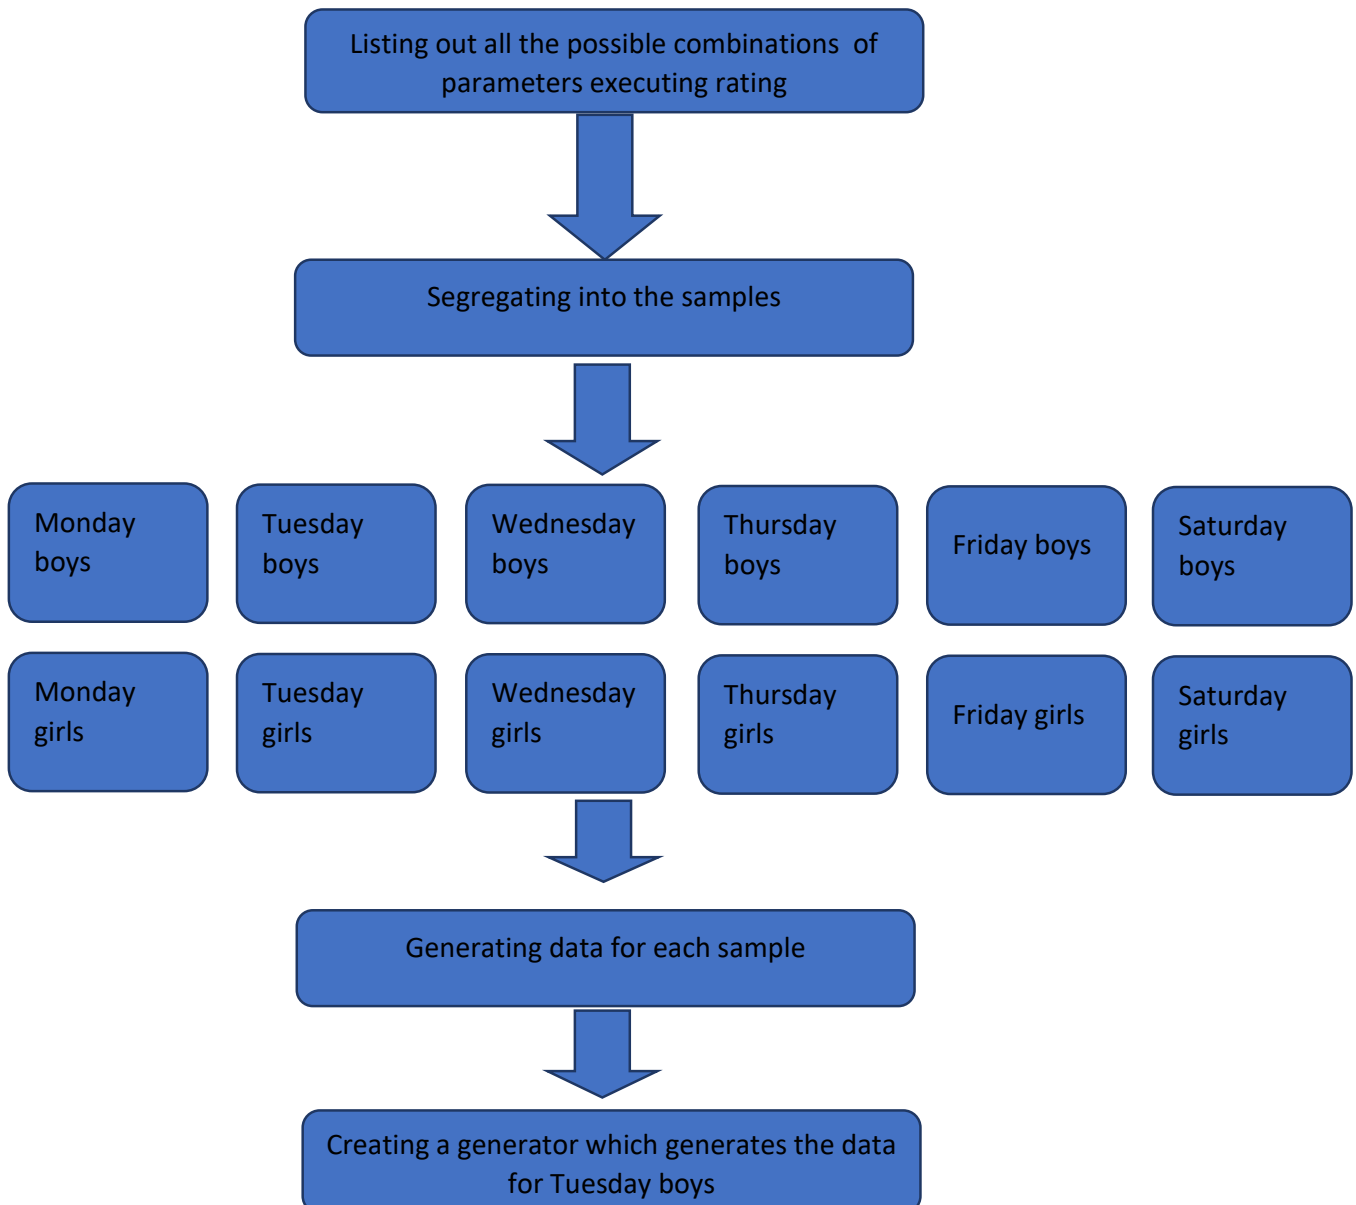 Listing out all the possible combinations  of
parameters executing rating
Segregating into the samples
Monday
boys
Tuesday
boys
Wednesday
boys
Thursday
boys
Friday boys
Saturday
boys
Monday
girls
Tuesday
girls
Wednesday
girls
Thursday
girls
Friday girls
Saturday
girls
Generating data for each sample
Creating a generator which generates the data
for Tuesday boys